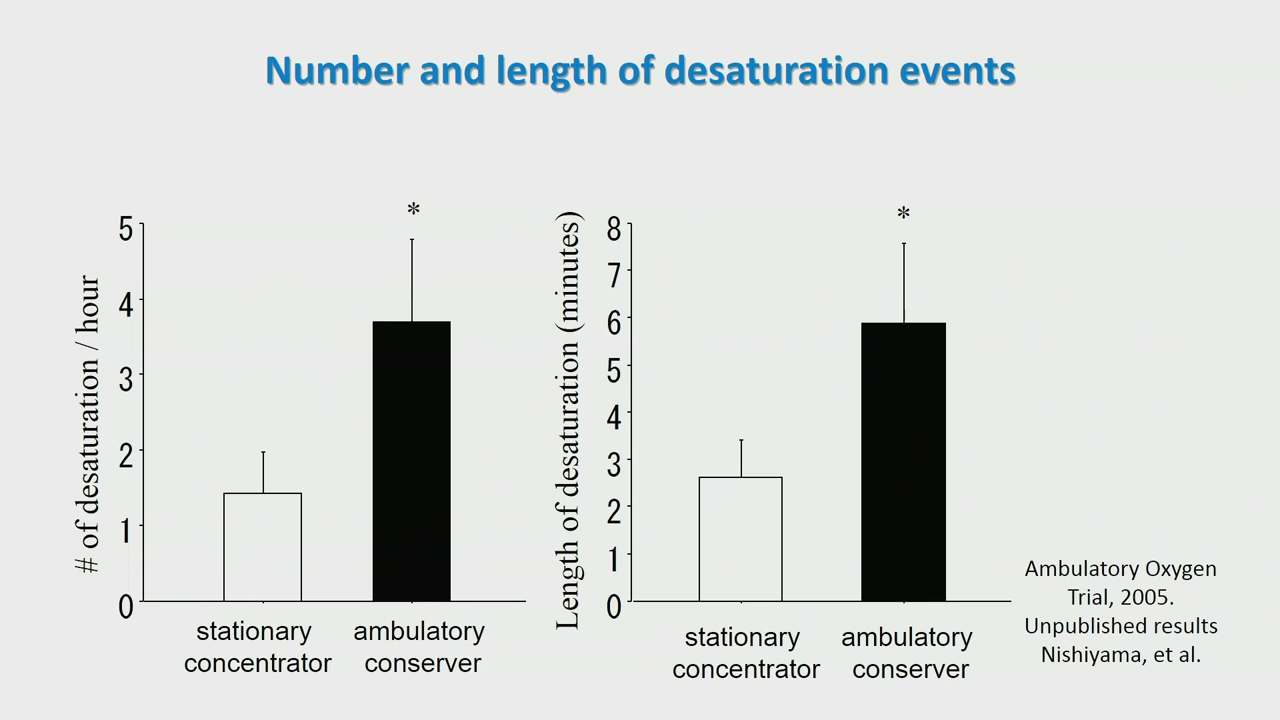 Number and length of desaturation events
# of desaturation / hour
5
4
3
2
1
0
*
stationary
concentrator
ambulatory
conserver
Length of desaturation (minutes)
8
7
6
5
4
3
2
1
0
*
stationary
concentrator
ambulatory
conserver
Ambulatory Oxygen
Trial, 2005.
Unpublished results
Nishiyama, et al.